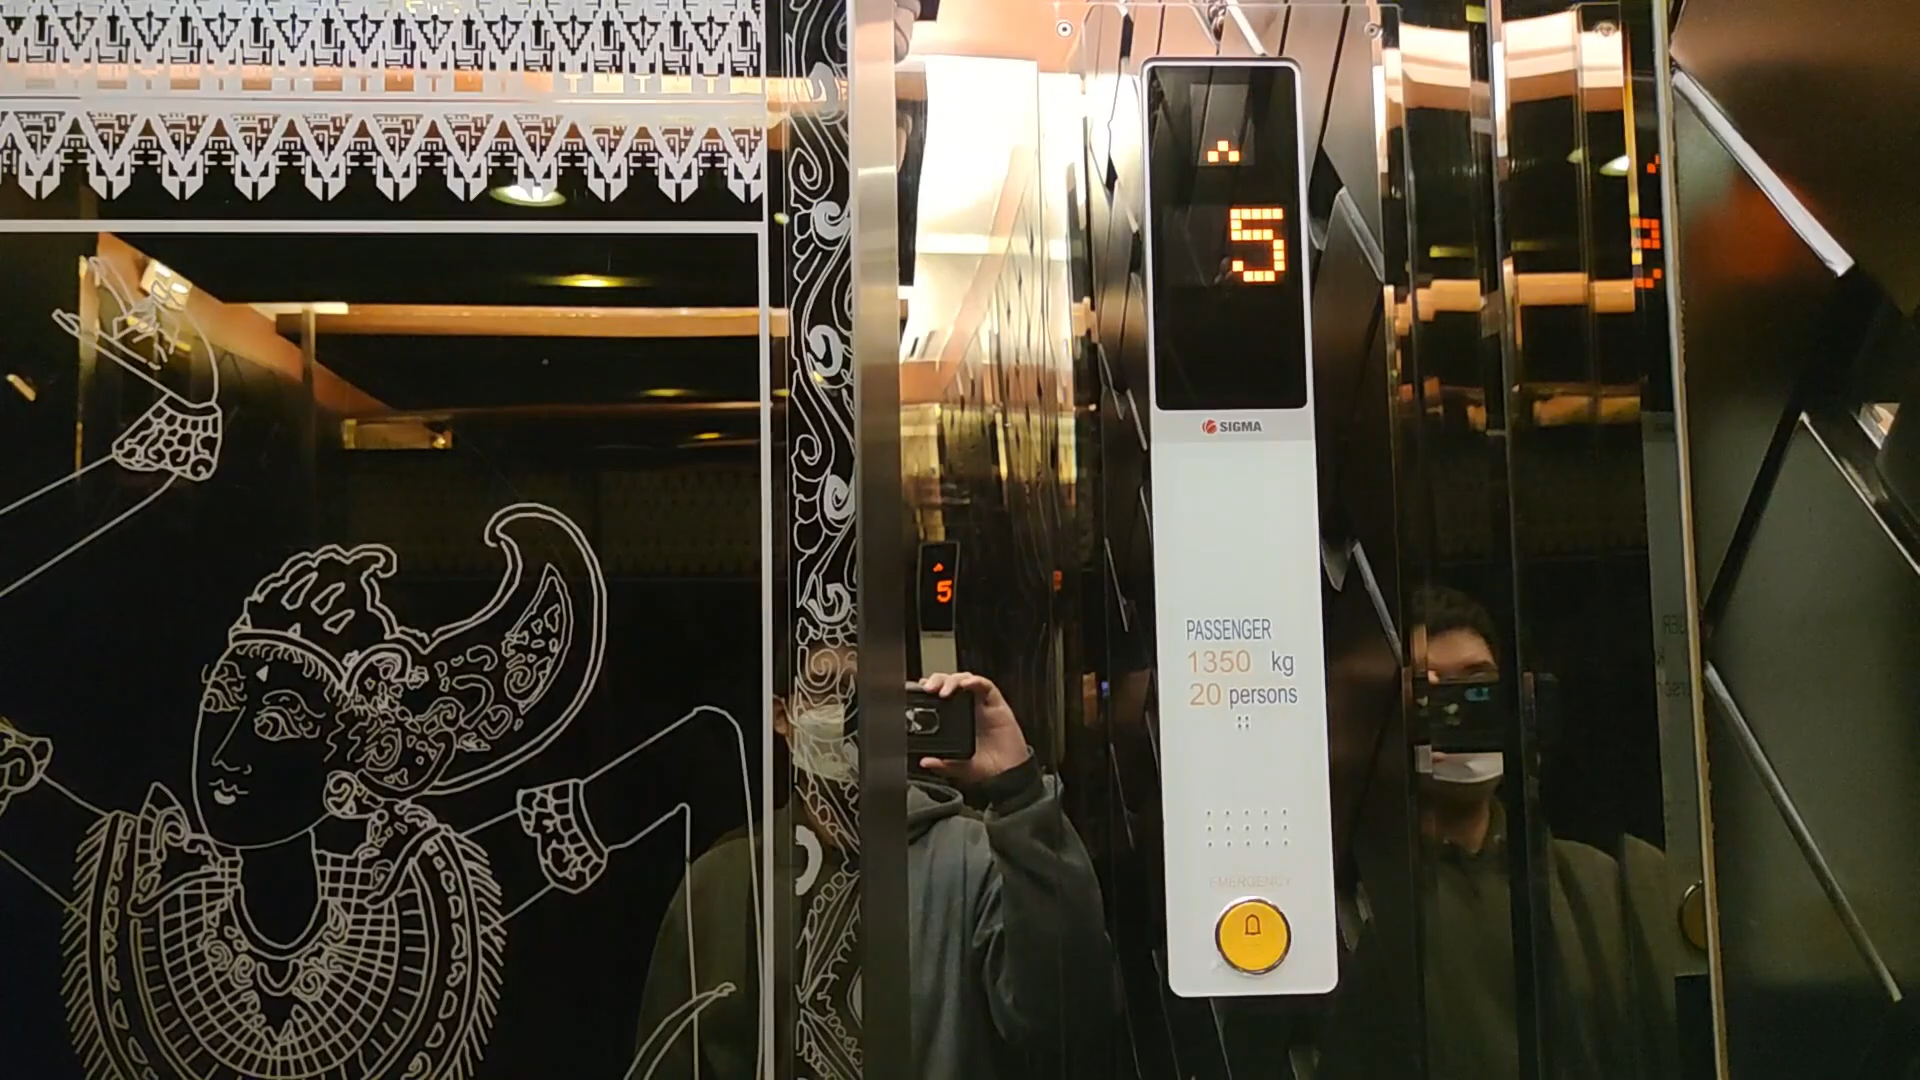 5
SIGMA
5
PASSENGER
1350 kg
20 persons
EMERGENCY